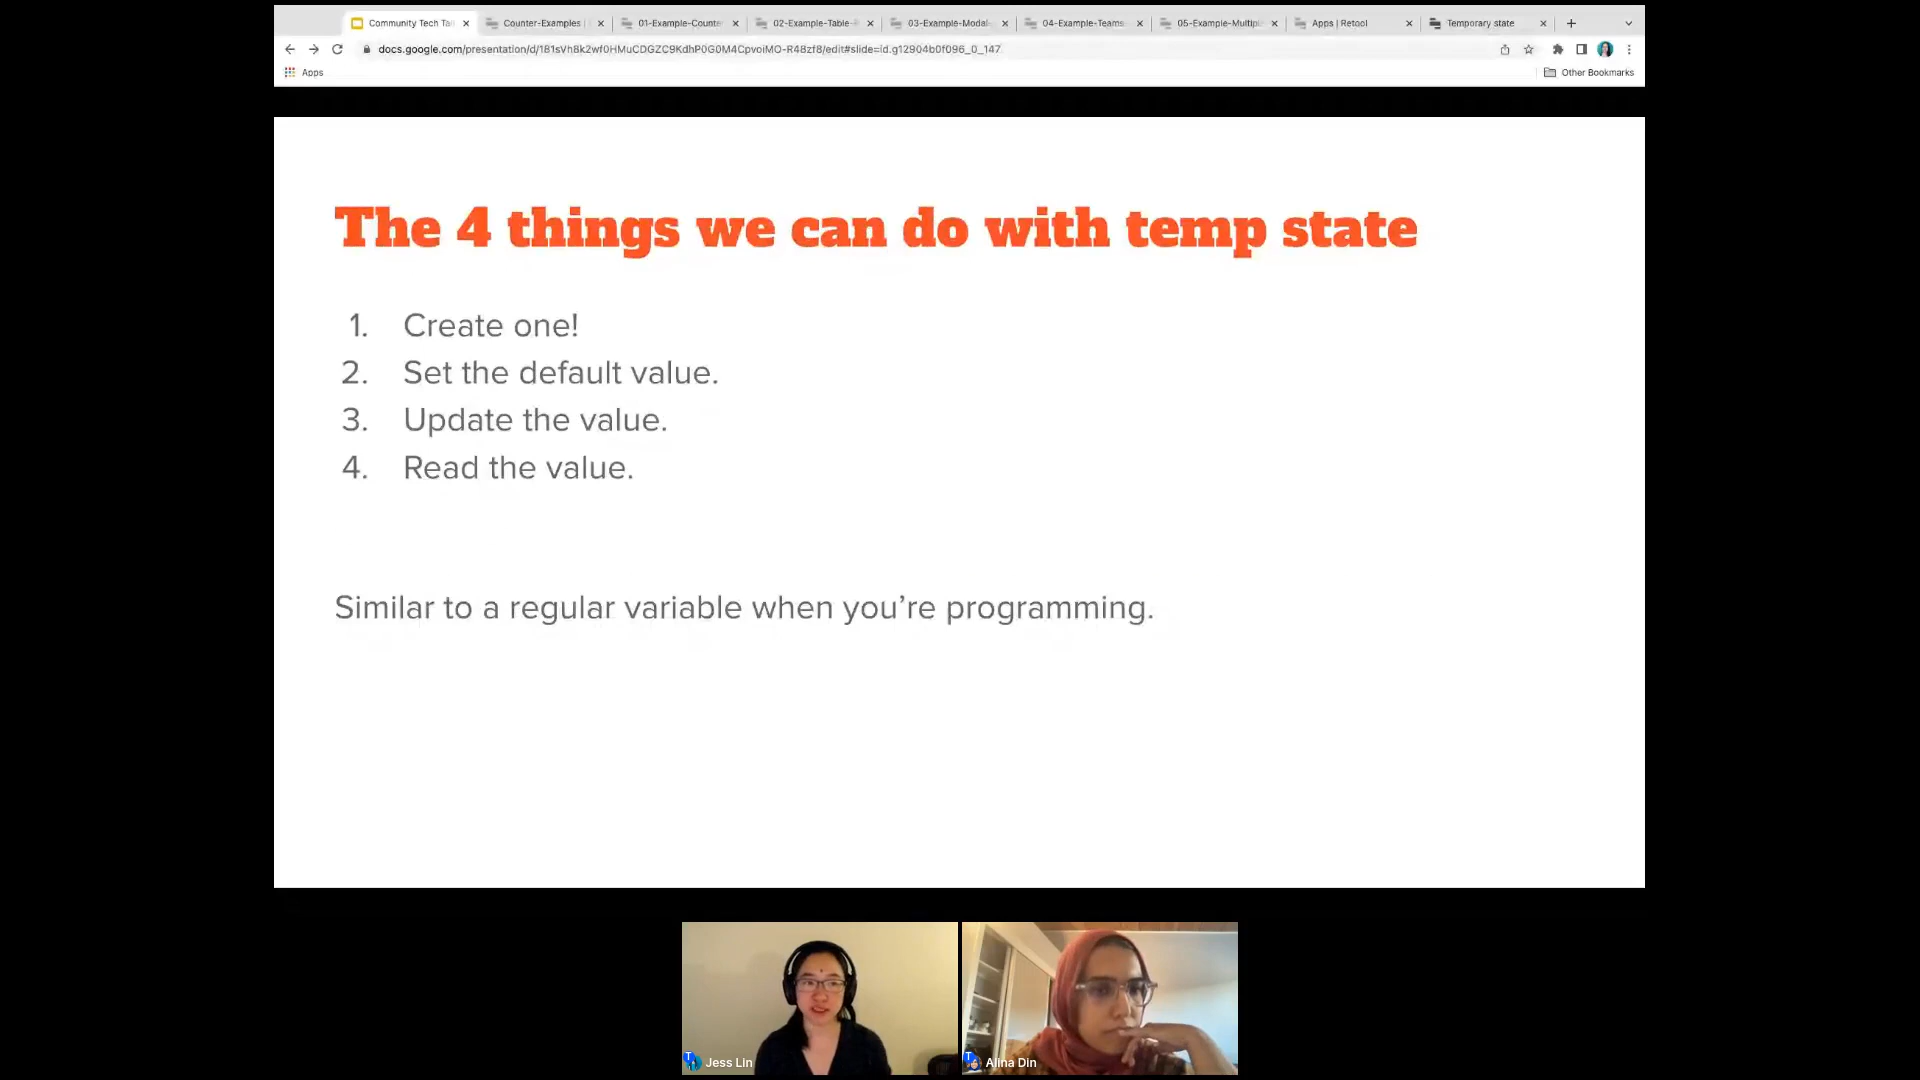 Community Tech Tal
Counter-Examples |
01-Example-Counte
02-Example-Table-
03-Example-Modal-
04-Example-Teams-
05-Example-Multipl
Apps | Retool
Temporary state
docs.google.com/presentation/d/181sVh8k2wf0HMuCDGZC9KdhP0G0M4CpvoiMO-R48zf8/edit#slide=id.g12904b0f096_0_147
Apps
Other Bookmarks
The 4 things we can do with temp state
1. Create one!
2. Set the default value.
3. Update the value.
4. Read the value.
Similar to a regular variable when you’re programming.
Jess Lin
Alina Din